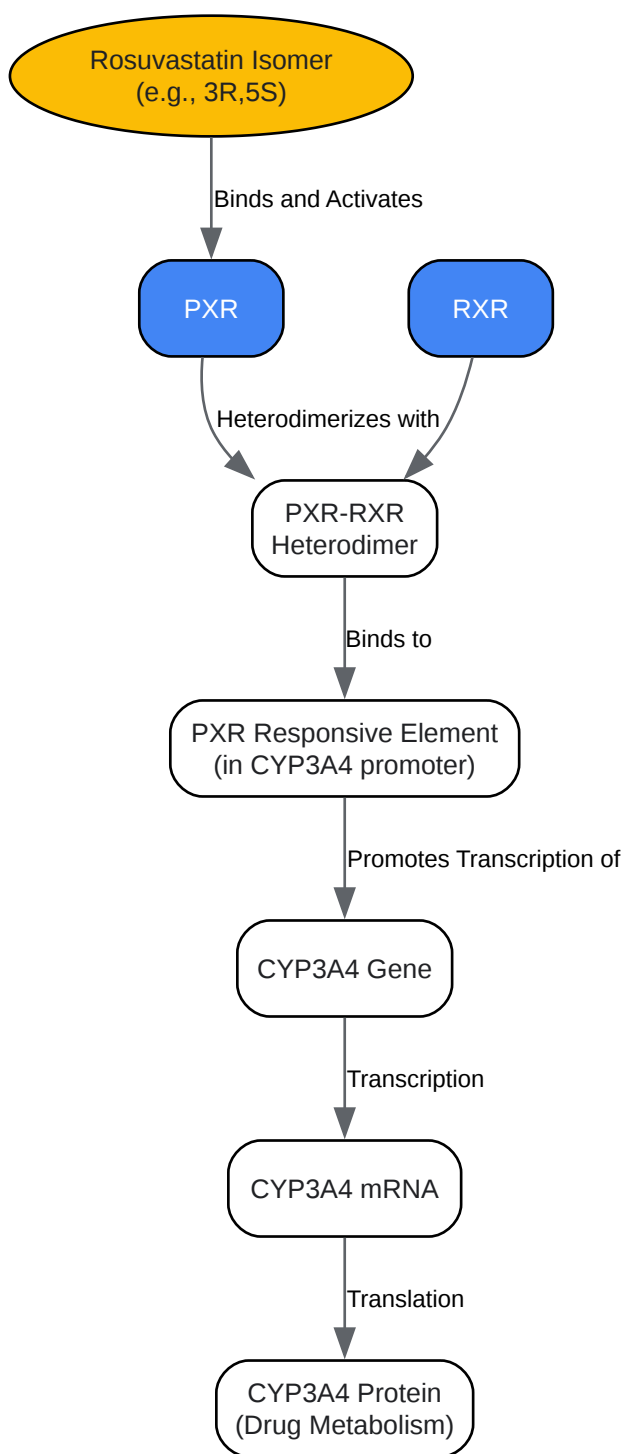 Rosuvastatin Isomer
(e.g., 3R,5S)
Binds and Activates
PXR
RXR
Heterodimerizes with
PXR-RXR
Heterodimer
Binds to
PXR Responsive Element
(in CYP3A4 promoter)
Promotes Transcription of
CYP3A4 Gene
Transcription
CYP3A4 mRNA
Translation
CYP3A4 Protein
(Drug Metabolism)